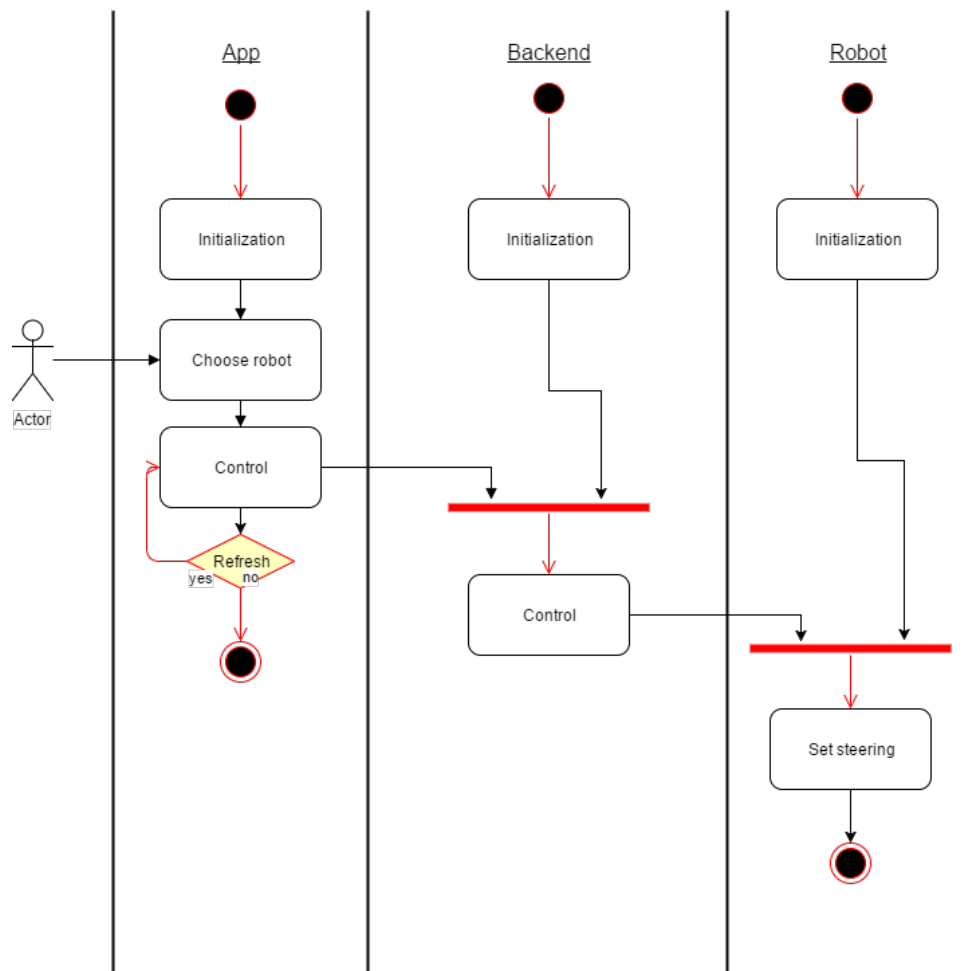 App
Backend
Robot
Initialization
Initialization
Initialization
Choose robot
Actor
Control
Refresh
yes
no
Control
Set steering